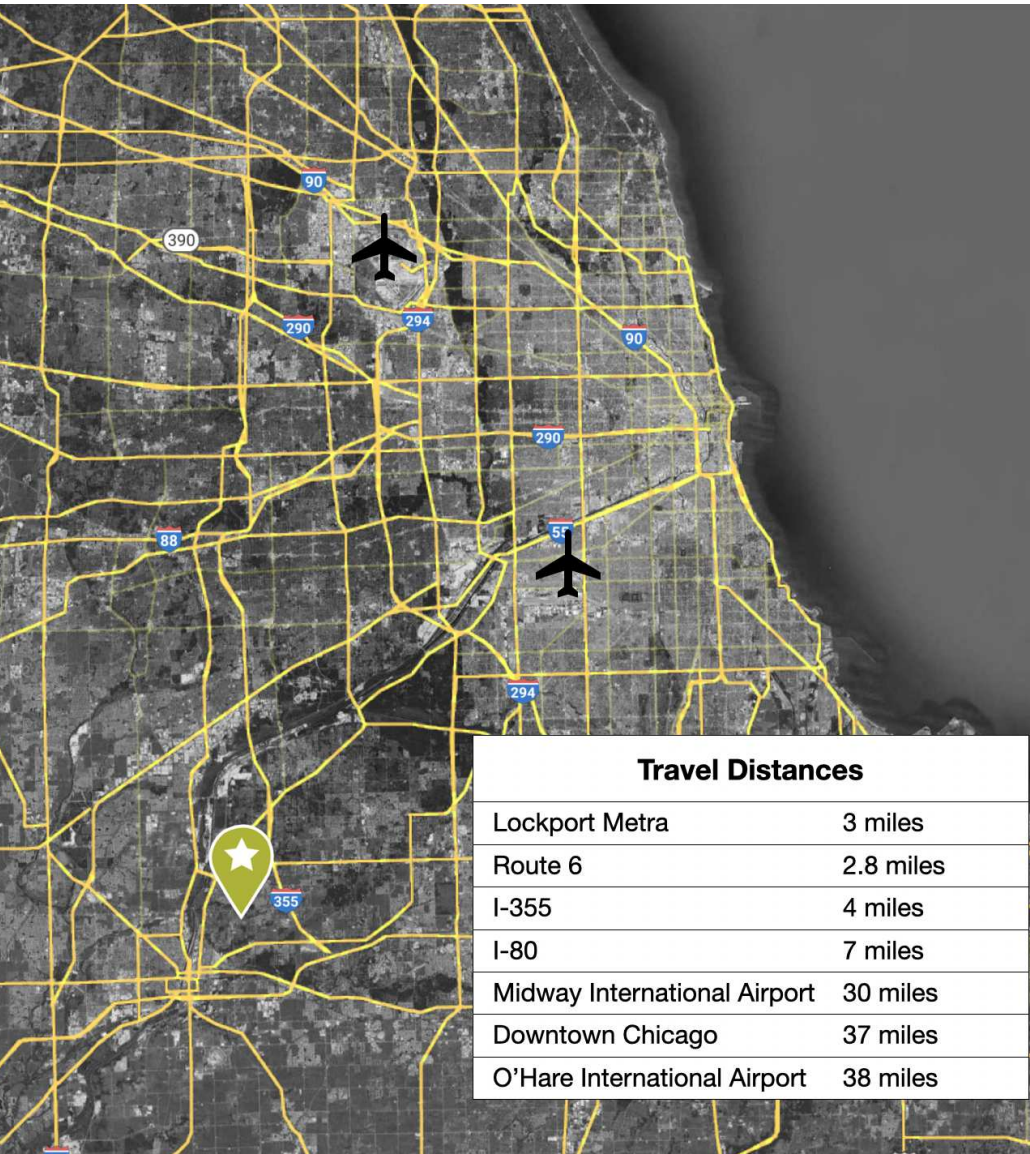 90
390
294
290
90
290
55
88
294
Travel Distances
Lockport Metra 3 miles
Route 6 2.8 miles
I-355 4 miles
355
I-80 7 miles
Midway International Airport 30 miles
Downtown Chicago 37 miles
O'Hare International Airport 38 miles